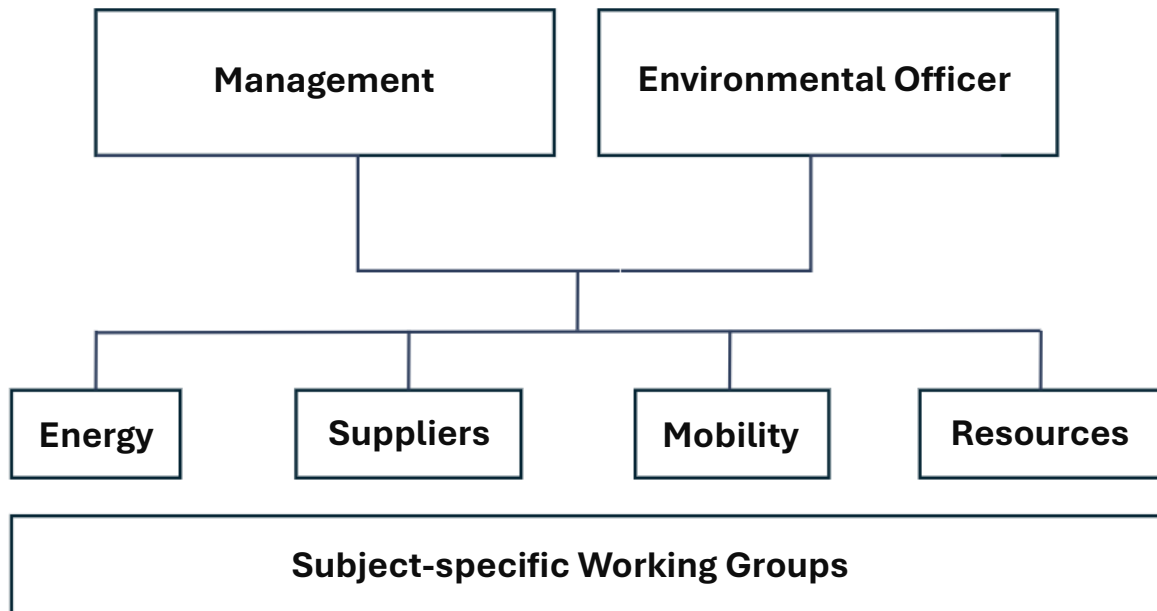 Management
Environmental Officer
Energy
Suppliers
Mobility
Resources
Subject-specific Working Groups